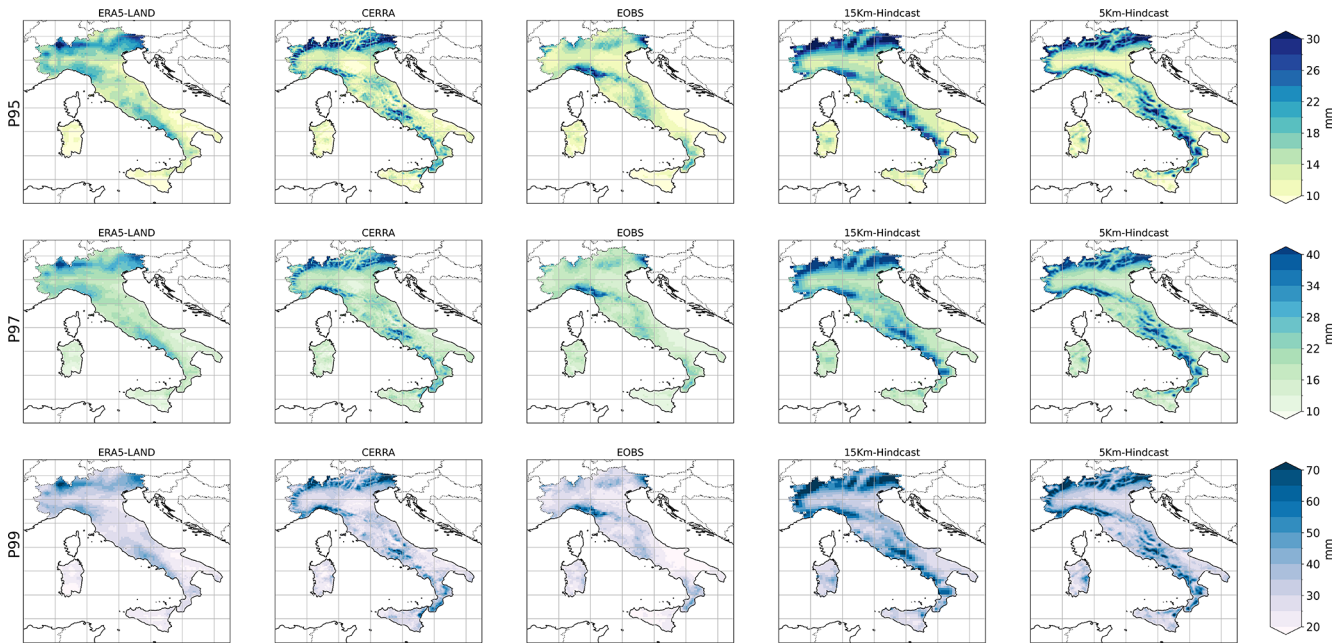 ERA5-LAND CERRA EOBS 15Km-Hindcast 5Km-Hindcast
P95
30
26
22
18
14
10
mm
ERA5-LAND CERRA EOBS 15Km-Hindcast 5Km-Hindcast
P97
40
34
28
22
16
10
mm
ERA5-LAND CERRA EOBS 15Km-Hindcast 5Km-Hindcast
P99
70
60
50
40
30
20
mm